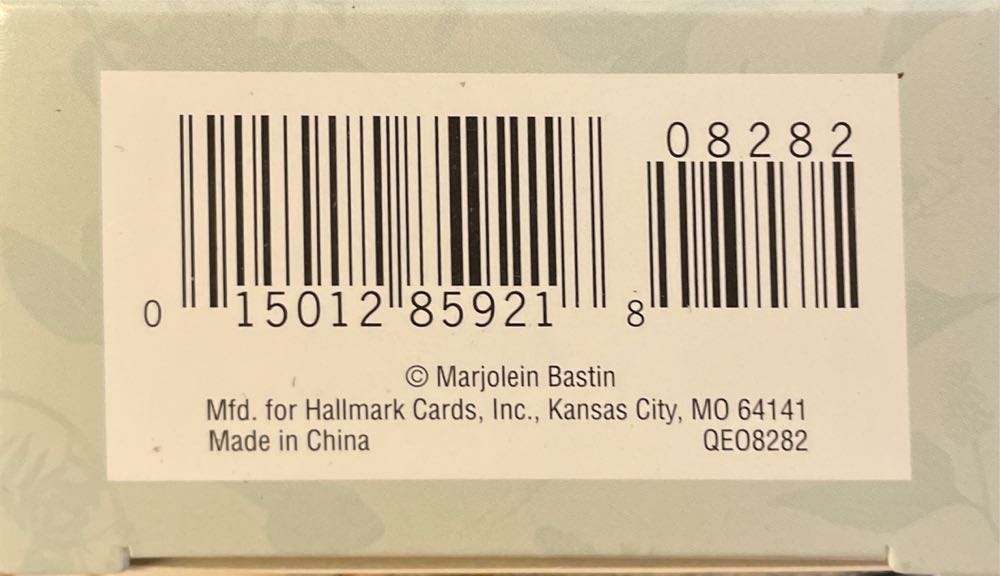 08282
0 15012 85921 8
© Marjolein Bastin
Mfd. for Hallmark Cards, Inc., Kansas City, MO 64141
Made in China QEO8282